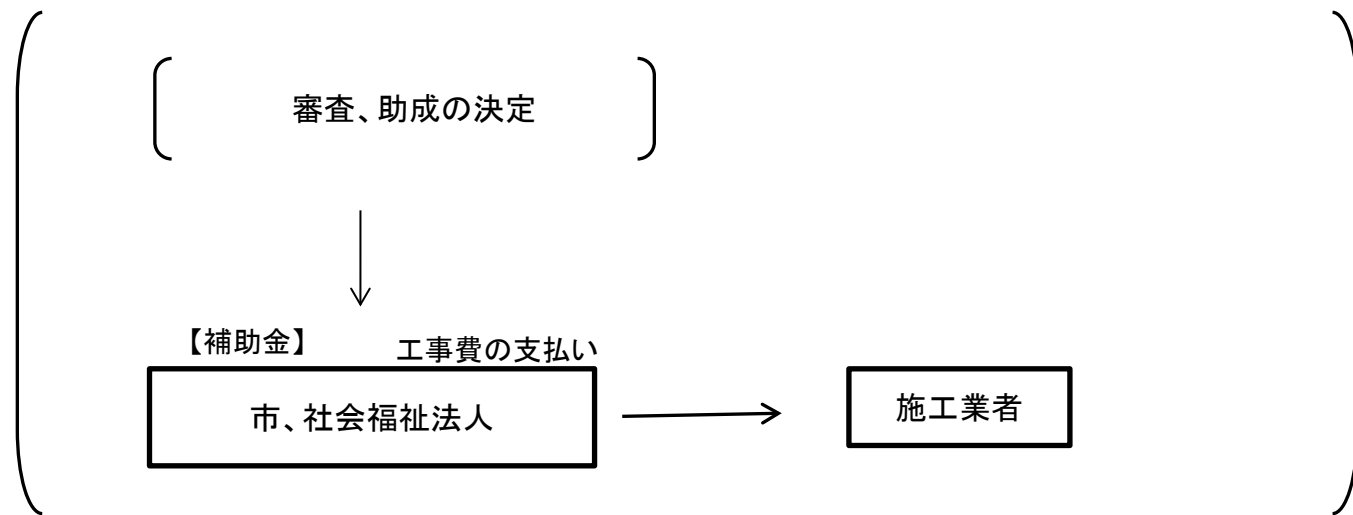 審査、助成の決定
【補助金】
工事費の支払い
市、社会福祉法人
施工業者